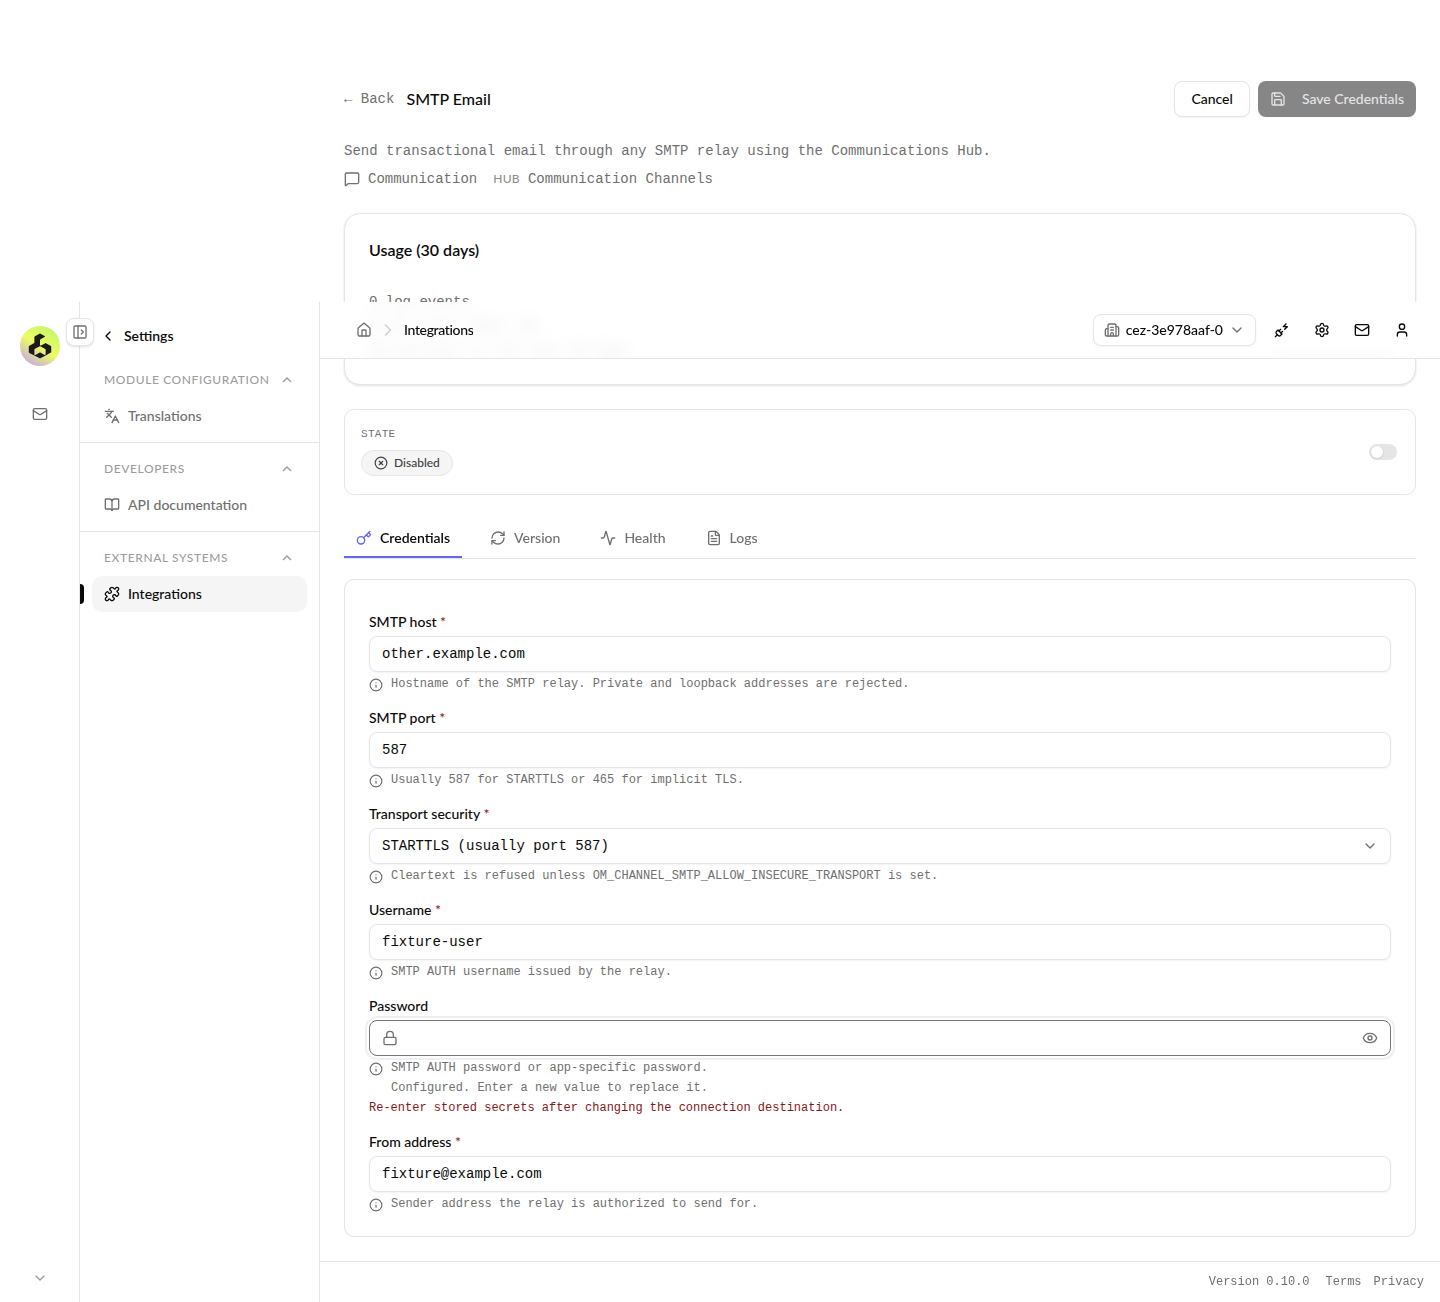 ← Back SMTP Email
Cancel
Save Credentials
Send transactional email through any SMTP relay using the Communications Hub.
Communication HUB Communication Channels
Usage (30 days)
0 log events
Settings
Integrations
cez-3e978aaf-0
MODULE CONFIGURATION
Translations
DEVELOPERS
API documentation
EXTERNAL SYSTEMS
Integrations
STATE
Disabled
Credentials
Version
Health
Logs
SMTP host *
other.example.com
Hostname of the SMTP relay. Private and loopback addresses are rejected.
SMTP port *
587
Usually 587 for STARTTLS or 465 for implicit TLS.
Transport security *
STARTTLS (usually port 587)
Cleartext is refused unless OM_CHANNEL_SMTP_ALLOW_INSECURE_TRANSPORT is set.
Username *
fixture-user
SMTP AUTH username issued by the relay.
Password
SMTP AUTH password or app-specific password.
Configured. Enter a new value to replace it.
Re-enter stored secrets after changing the connection destination.
From address *
fixture@example.com
Sender address the relay is authorized to send for.
Version 0.10.0 Terms Privacy